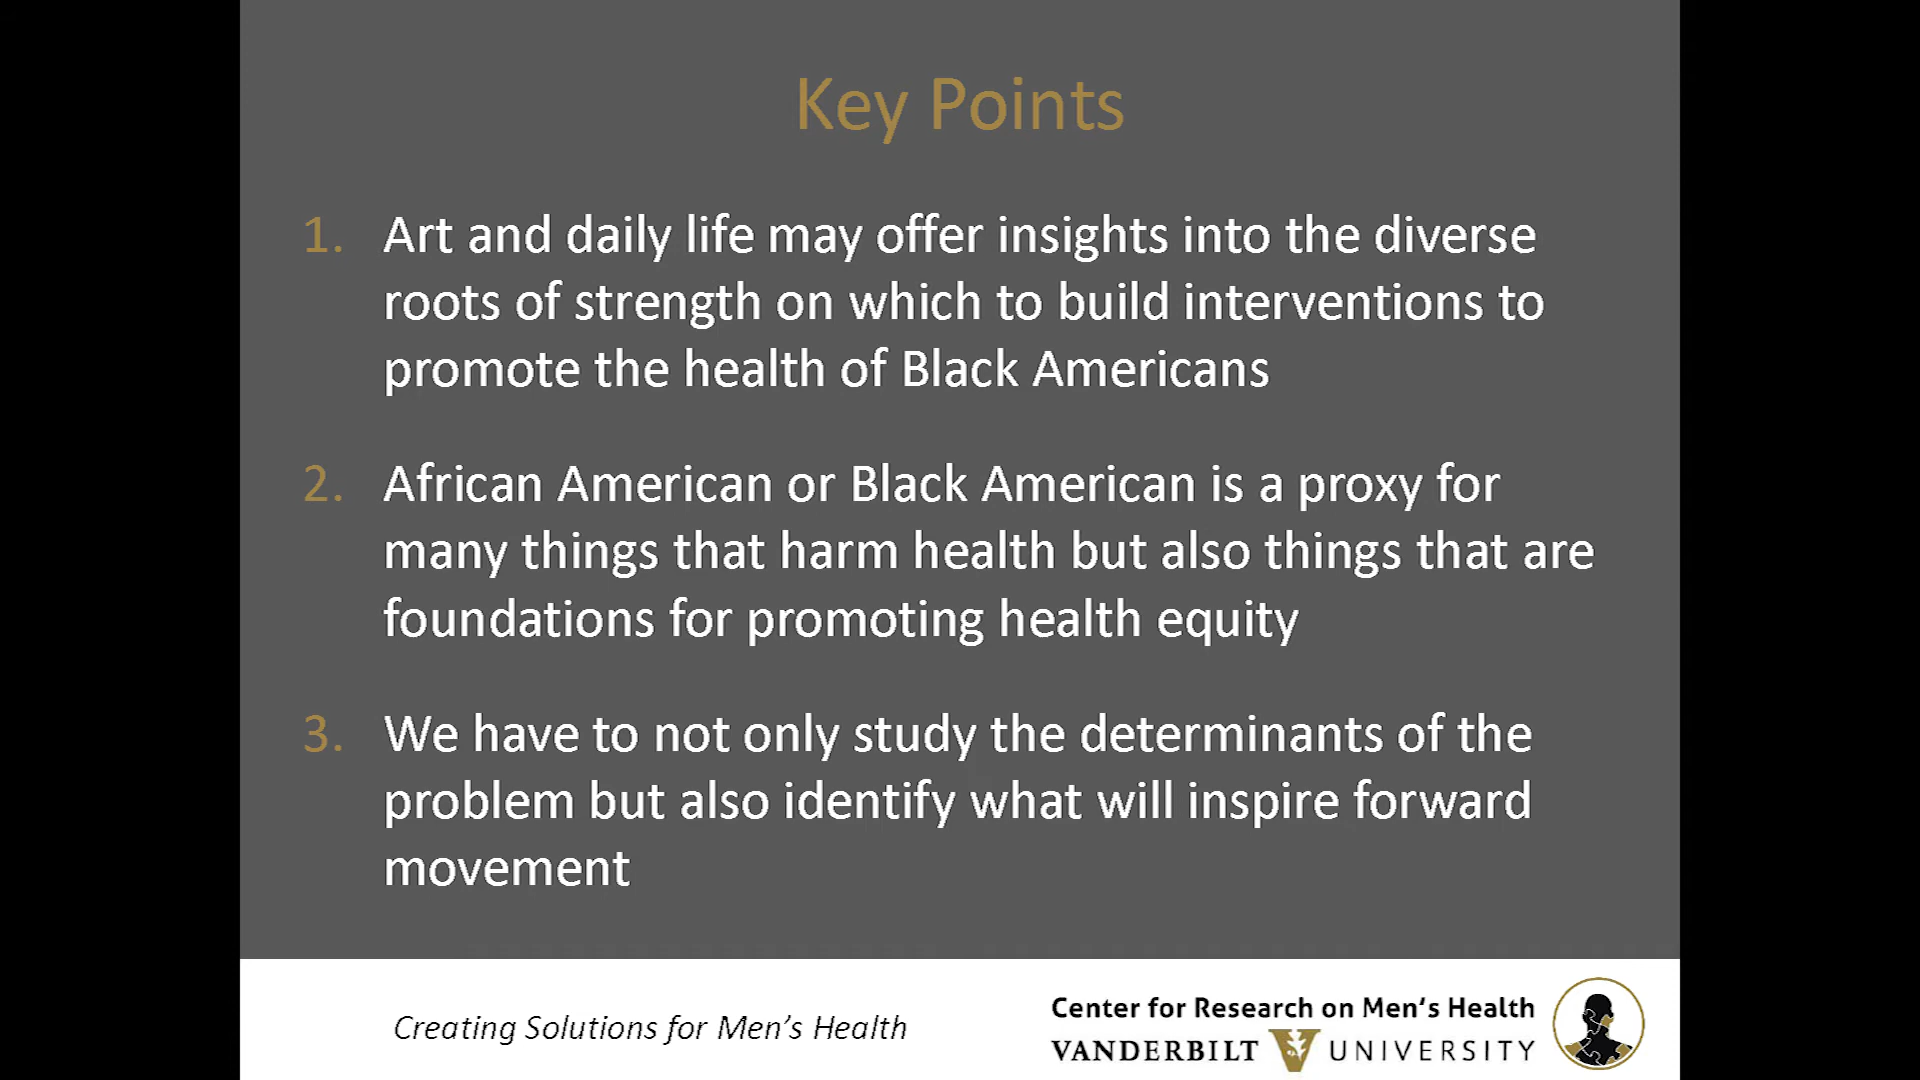 Key Points
1. Art and daily life may offer insights into the diverse
roots of strength on which to build interventions to
promote the health of Black Americans
2. African American or Black American is a proxy for
many things that harm health but also things that are
foundations for promoting health equity
3. We have to not only study the determinants of the
problem but also identify what will inspire forward
movement
Creating Solutions for Men’s Health
Center for Research on Men’s Health
VANDERBILT V UNIVERSITY